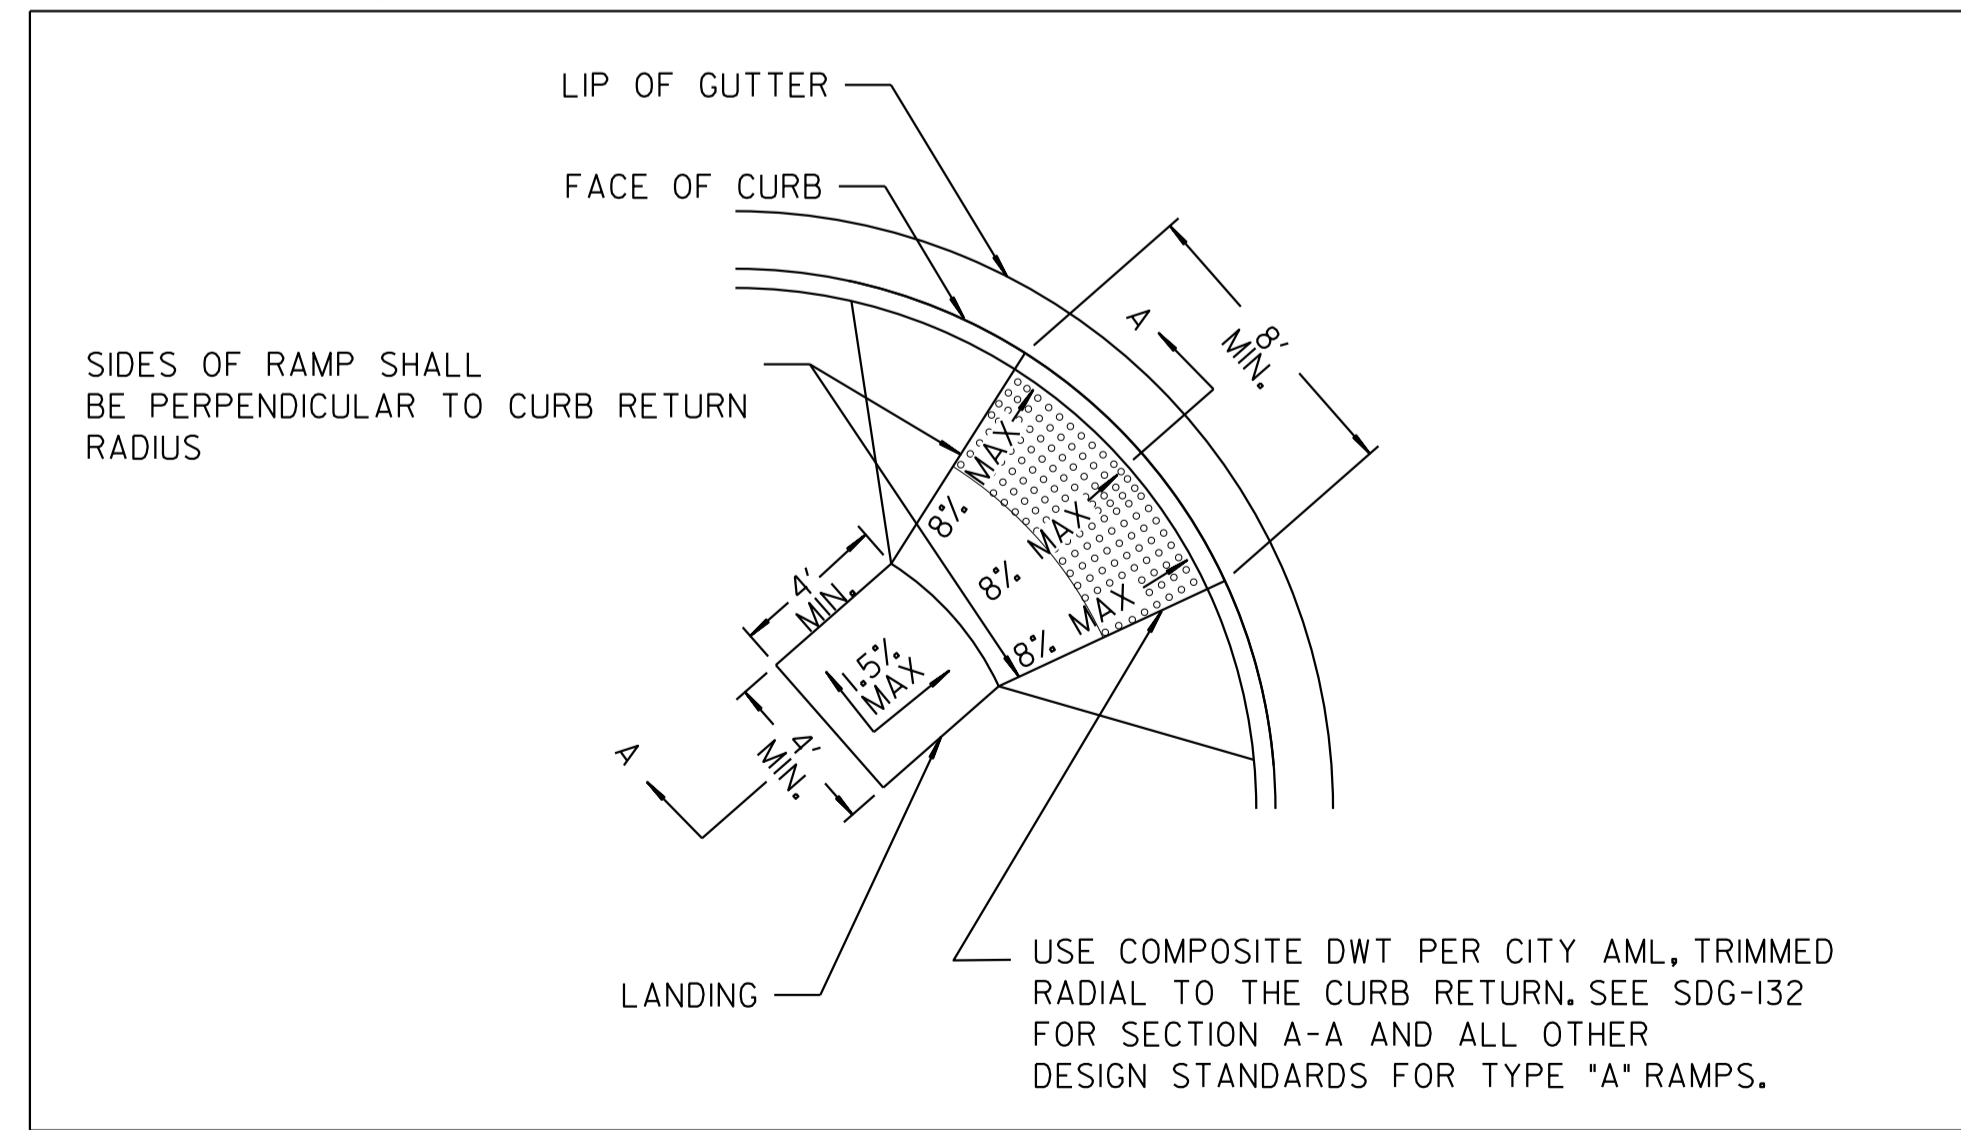 LIP OF GUTTER
FACE OF CURB
SIDES OF RAMP SHALL
BE PERPENDICULAR TO CURB RETURN
RADIUS
A
8'
MIN.
8% MAX
8% MAX
8% MAX
4'
MIN.
1.5%
MAX
4'
MIN.
A
LANDING
USE COMPOSITE DWT PER CITY AML, TRIMMED
RADIAL TO THE CURB RETURN. SEE SDG-132
FOR SECTION A-A AND ALL OTHER
DESIGN STANDARDS FOR TYPE "A" RAMPS.